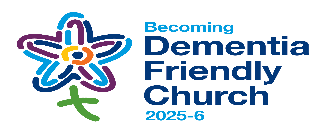 Becoming
Dementia
Friendly
Church
2025-6